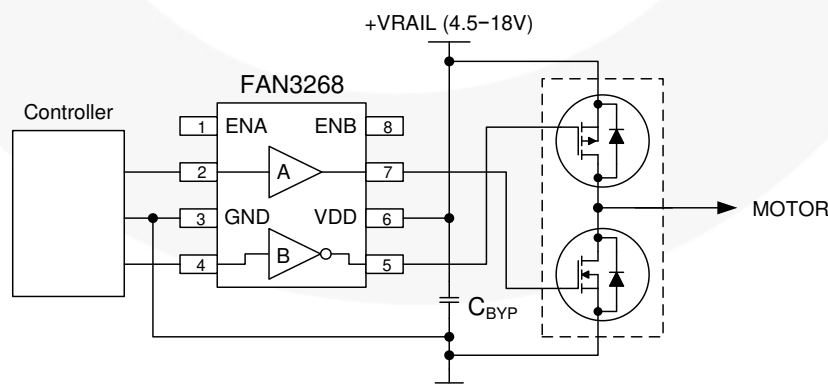 +VRAIL (4.5−18V)
FAN3268
Controller
1 ENA ENB 8
2 A 7
3 GND VDD 6
4 B 5
MOTOR
CBYP